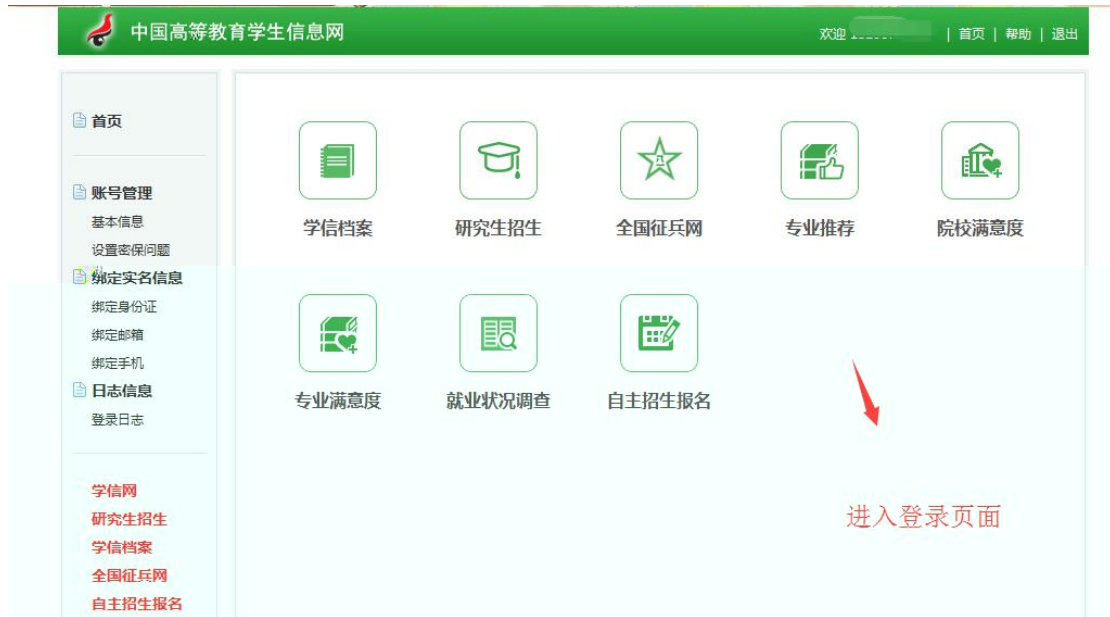 中国高等教育学生信息网
欢迎 | 首页 | 帮助 | 退出
首页
账号管理
基本信息
设置密保问题
绑定实名信息
绑定身份证
绑定邮箱
绑定手机
日志信息
登录日志
学信网
研究生招生
学信档案
全国征兵网
自主招生报名
学信档案 研究生招生 全国征兵网 专业推荐 院校满意度
专业满意度 就业状况调查 自主招生报名
进入登录页面